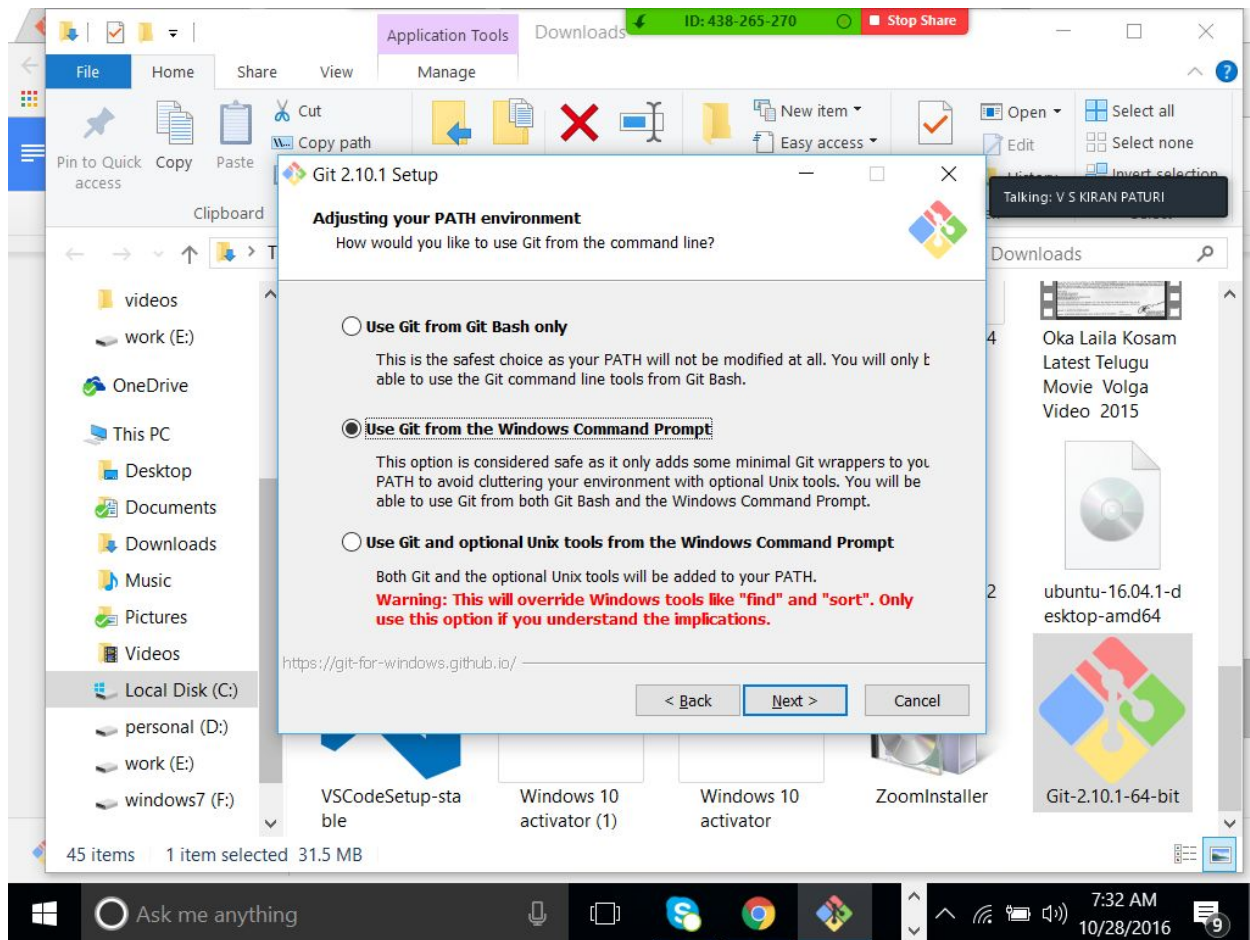 Application Tools
Downloads
ID: 438-265-270
Stop Share
File
Home
Share
View
Manage
Pin to Quick
access
Copy
Paste
Cut
Copy path
New item
Easy access
Open
Edit
History
Select all
Select none
Invert selection
Clipboard
Talking: V S KIRAN PATURI
Downloads
Git 2.10.1 Setup
Adjusting your PATH environment
How would you like to use Git from the command line?
Use Git from Git Bash only
This is the safest choice as your PATH will not be modified at all. You will only
able to use the Git command line tools from Git Bash.
Use Git from the Windows Command Prompt
This option is considered safe as it only adds some minimal Git wrappers to you
PATH to avoid cluttering your environment with optional Unix tools. You will be
able to use Git from both Git Bash and the Windows Command Prompt.
Use Git and optional Unix tools from the Windows Command Prompt
Both Git and the optional Unix tools will be added to your PATH.
Warning: This will override Windows tools like "find" and "sort". Only
use this option if you understand the implications.
https://git-for-windows.github.io/
< Back
Next >
Cancel
videos
work (E:)
OneDrive
This PC
Desktop
Documents
Downloads
Music
Pictures
Videos
Local Disk (C:)
personal (D:)
work (E:)
windows7 (F:)
4
Oka Laila Kosam
Latest Telugu
Movie Volga
Video 2015
2
ubuntu-16.04.1-d
esktop-amd64
VSCodeSetup-sta
ble
Windows 10
activator (1)
Windows 10
activator
ZoomInstaller
Git-2.10.1-64-bit
45 items
1 item selected 31.5 MB
Ask me anything
7:32 AM
10/28/2016
9